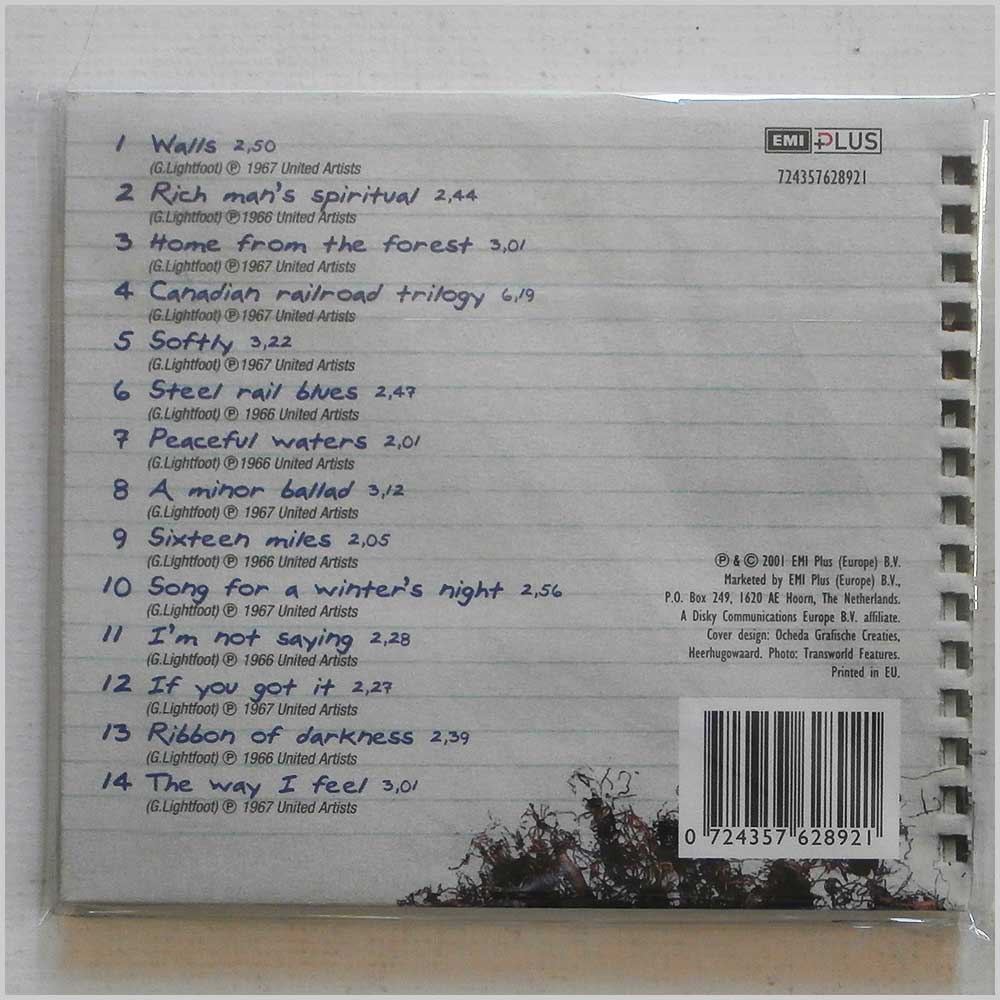 1 Walls 2,50
(G.Lightfoot) ℗ 1967 United Artists
2 Rich man's spiritual 2,44
(G.Lightfoot) ℗ 1966 United Artists
3 Home from the forest 3,01
(G.Lightfoot) ℗ 1967 United Artists
4 Canadian railroad trilogy 6,19
(G.Lightfoot) ℗ 1967 United Artists
5 Softly 3,22
(G.Lightfoot) ℗ 1967 United Artists
6 Steel rail blues 2,47
(G.Lightfoot) ℗ 1966 United Artists
7 Peaceful waters 2,01
(G.Lightfoot) ℗ 1966 United Artists
8 A minor ballad 3,12
(G.Lightfoot) ℗ 1967 United Artists
9 Sixteen miles 2,05
(G.Lightfoot) ℗ 1966 United Artists
10 Song for a winter's night 2,56
(G.Lightfoot) ℗ 1967 United Artists
11 I'm not saying 2,28
(G.Lightfoot) ℗ 1966 United Artists
12 If you got it 2,27
(G.Lightfoot) ℗ 1967 United Artists
13 Ribbon of darkness 2,39
(G.Lightfoot) ℗ 1966 United Artists
14 The way I feel 3,01
(G.Lightfoot) ℗ 1967 United Artists
EMI PLUS
724357628921
℗ & © 2001 EMI Plus (Europe) B.V.
Marketed by EMI Plus (Europe) B.V.,
P.O. Box 249, 1620 AE Hoorn, The Netherlands.
A Disky Communications Europe B.V. affiliate.
Cover design: Ocheda Grafische Creaties,
Heerhugowaard. Photo: Transworld Features.
Printed in EU.
0 724357 628921